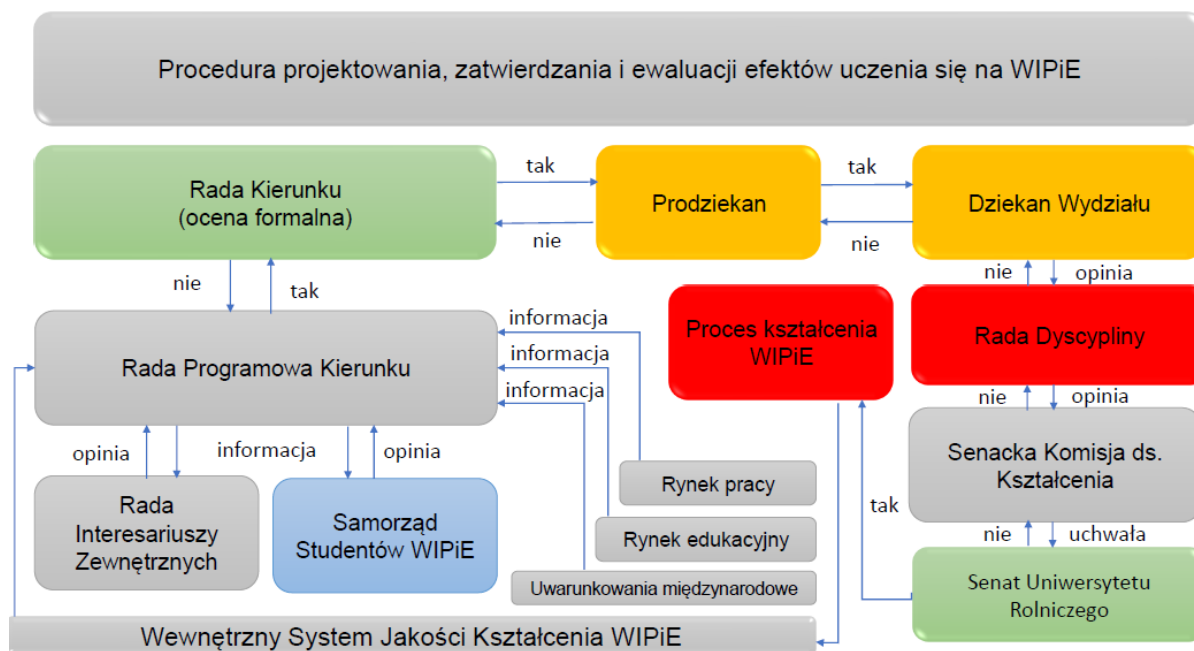 Procedura projektowania, zatwierdzania i ewaluacji efektów uczenia się na WIPiE
Rada Kierunku
(ocena formalna)
tak
nie
Prodziekan
tak
nie
Dziekan Wydziału
nie
tak
nie
opinia
Rada Programowa Kierunku
informacja
informacja
informacja
Proces kształcenia
WIPiE
Rada Dyscypliny
nie
opinia
opinia
informacja
opinia
Rada
Interesariuszy
Zewnętrznych
Samorząd
Studentów WIPiE
Rynek pracy
Rynek edukacyjny
Uwarunkowania międzynarodowe
Senacka Komisja ds.
Kształcenia
tak
nie
uchwała
Senat Uniwersytetu
Rolniczego
Wewnętrzny System Jakości Kształcenia WIPiE